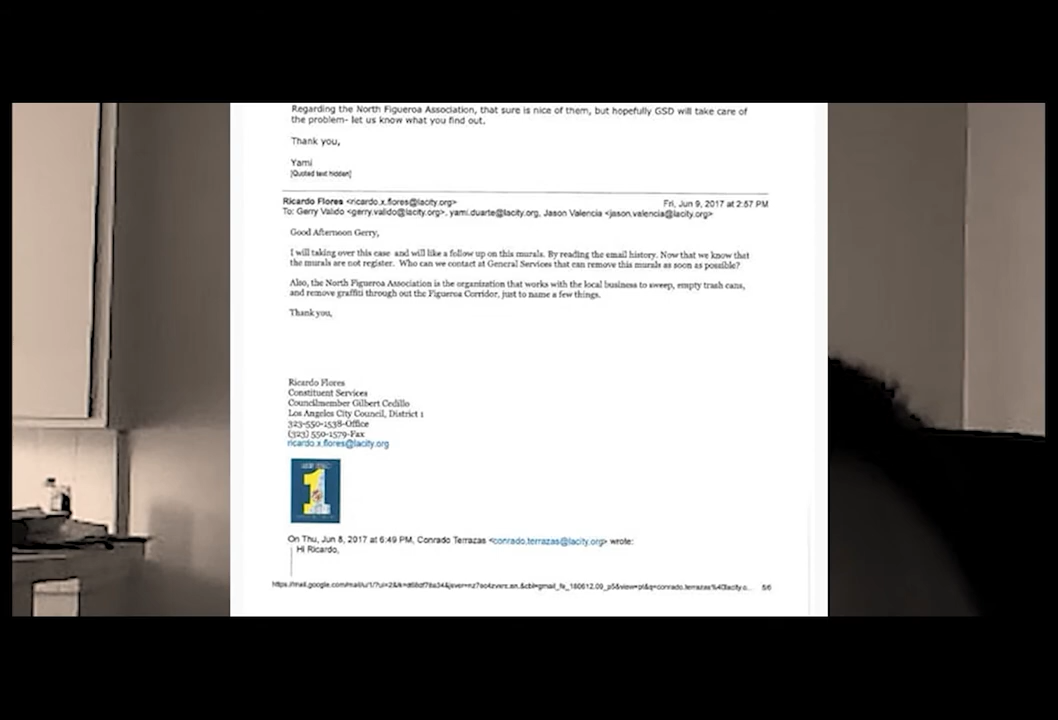 Regarding the North Figueroa Association, that sure is nice of them, but hopefully GSD will take care of
the problem- let us know what you find out.
Thank you,
Yami
[Quoted text hidden]
Ricardo Flores <ricardo.x.flores@lacity.org>
Fri, Jun 9, 2017 at 2:57 PM
To: Gerry Valido <gerry.valido@lacity.org>, yami.duarte@lacity.org, Jason Valencia <jason.valencia@lacity.org>
Good Afternoon Gerry,
I will taking over this case and will like a follow up on this murals. By reading the email history. Now that we know that
the murals are not register. Who can we contact at General Services that can remove this murals as soon as possible?
Also, the North Figueroa Association is the organization that works with the local business to sweep, empty trash cans,
and remove graffiti through out the Figueroa Corridor, just to name a few things.
Thank you,
Ricardo Flores
Constituent Services
Councilmember Gilbert Cedillo
Los Angeles City Council, District 1
323-550-1538-Office
(323) 550-1579-Fax
ricardo.x.flores@lacity.org
1
On Thu, Jun 8, 2017 at 6:49 PM, Conrado Terrazas <conrado.terrazas@lacity.org> wrote:
Hi Ricardo,
5/6